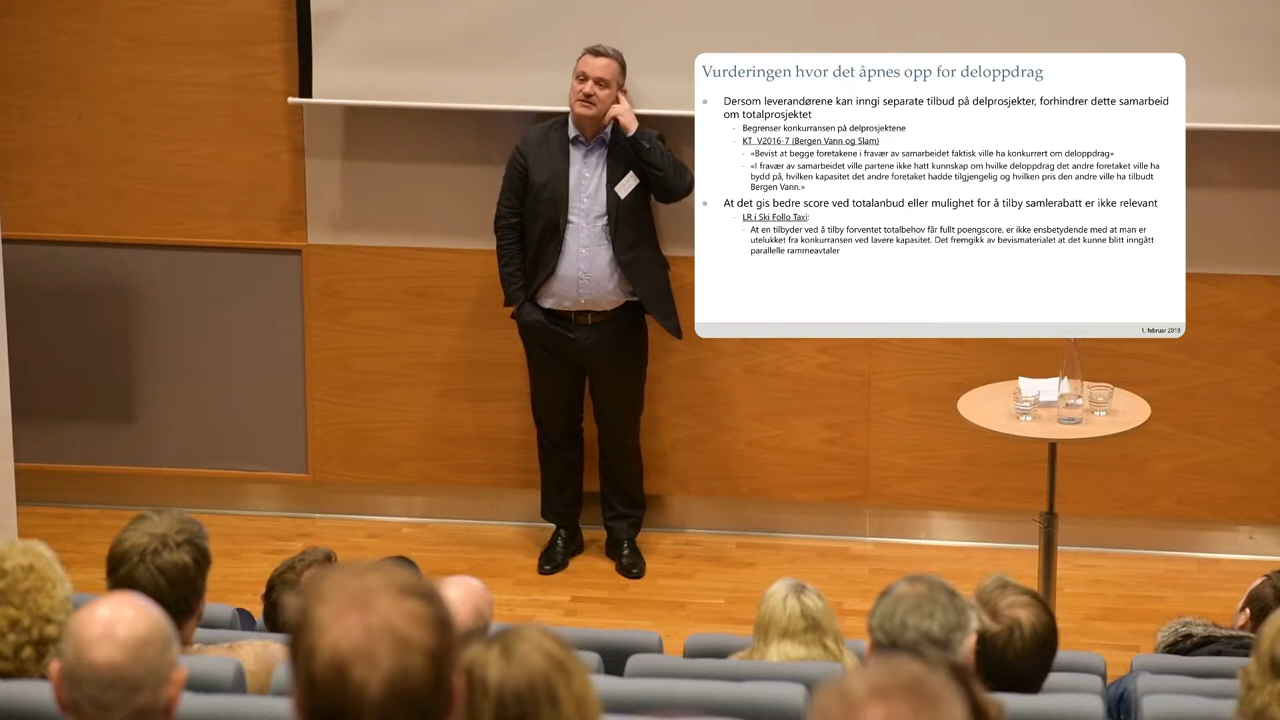 Vurderingen hvor det åpnes opp for deloppdrag
Dersom leverandørene kan inngi separate tilbud på delprosjekter, forhindrer dette samarbeid
om totalprosjektet
- Begrenser konkurransen på delprosjektene
- KT V2016-7 (Bergen Vann og Slam)
- «Bevist at begge foretakene i fravær av samarbeidet faktisk ville ha konkurrert om deloppdrag»
- «I fravær av samarbeidet ville partene ikke hatt kunnskap om hvilke deloppdrag det andre foretaket ville ha
bydd på, hvilken kapasitet det andre foretaket hadde tilgjengelig og hvilken pris den andre ville ha tilbudt
Bergen Vann.»
At det gis bedre score ved totalanbud eller mulighet for å tilby samlerabatt er ikke relevant
- LR i Ski Follo Taxi:
- At en tilbyder ved å tilby forventet totalbehov får fullt poengscore, er ikke ensbetydende med at man er
utelukket fra konkurransen ved lavere kapasitet. Det fremgikk av bevismaterialet at det kunne blitt inngått
parallelle rammeavtaler
1. februar 2019